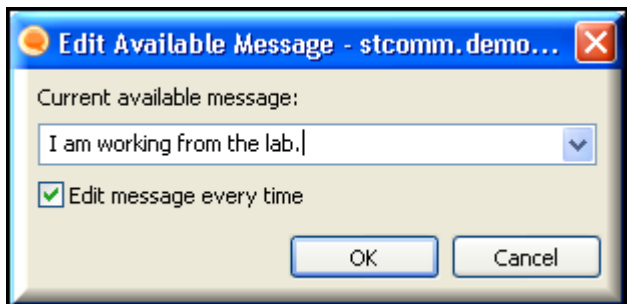 Edit Available Message - stcomm.demo...
Current available message:
I am working from the lab.
Edit message every time
OK Cancel